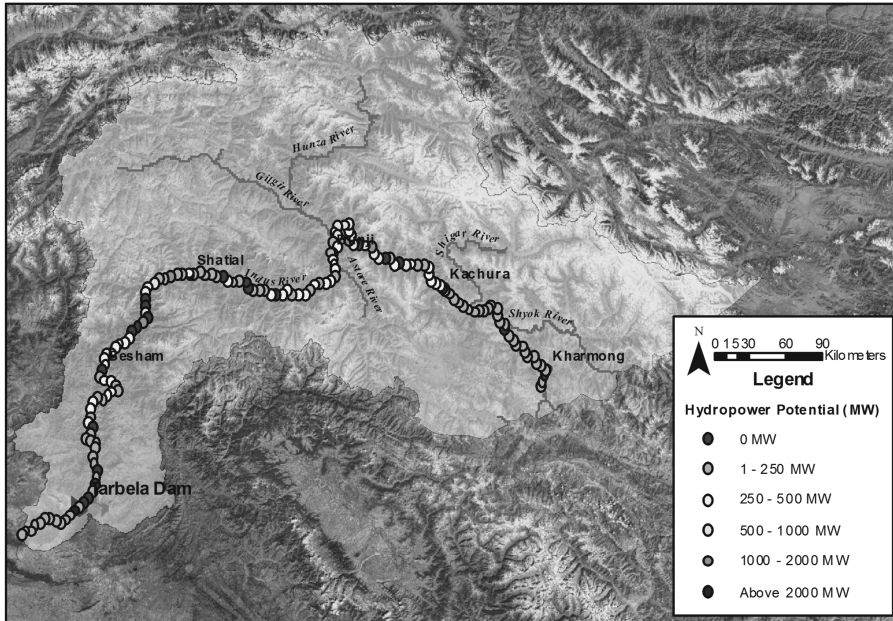 Hunza River
Gilgit River
Shigar River
Shatial
Indus River
Astore River
Kachura
Shyok River
Kharmong
Besham
Tarbela Dam
N
0 15 30 60 90
Kilometers
Legend
Hydropower Potential (MW)
0 MW
1 - 250 MW
250 - 500 MW
500 - 1000 MW
1000 - 2000 MW
Above 2000 MW